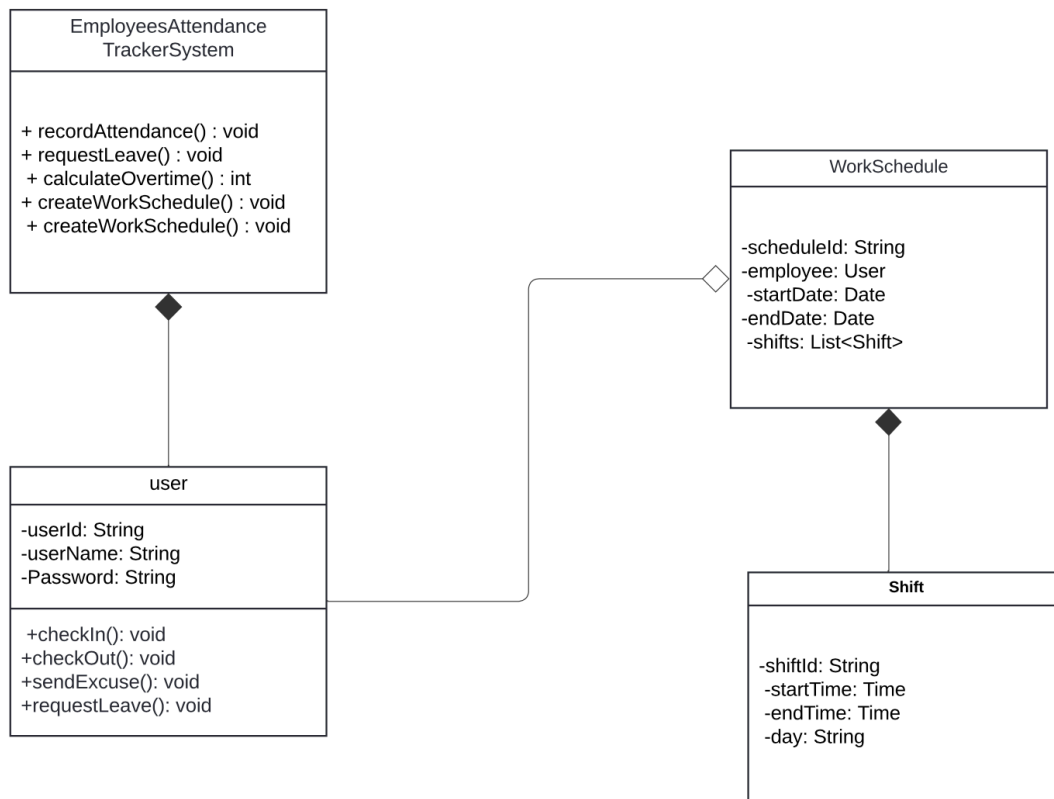 EmployeesAttendance
TrackerSystem
+ recordAttendance() : void
+ requestLeave() : void
+ calculateOvertime() : int
+ createWorkSchedule() : void
+ createWorkSchedule() : void
WorkSchedule
-scheduleId: String
-employee: User
-startDate: Date
-endDate: Date
-shifts: List<Shift>
user
-userId: String
-userName: String
-Password: String
+checkIn(): void
+checkOut(): void
+sendExcuse(): void
+requestLeave(): void
Shift
-shiftId: String
-startTime: Time
-endTime: Time
-day: String